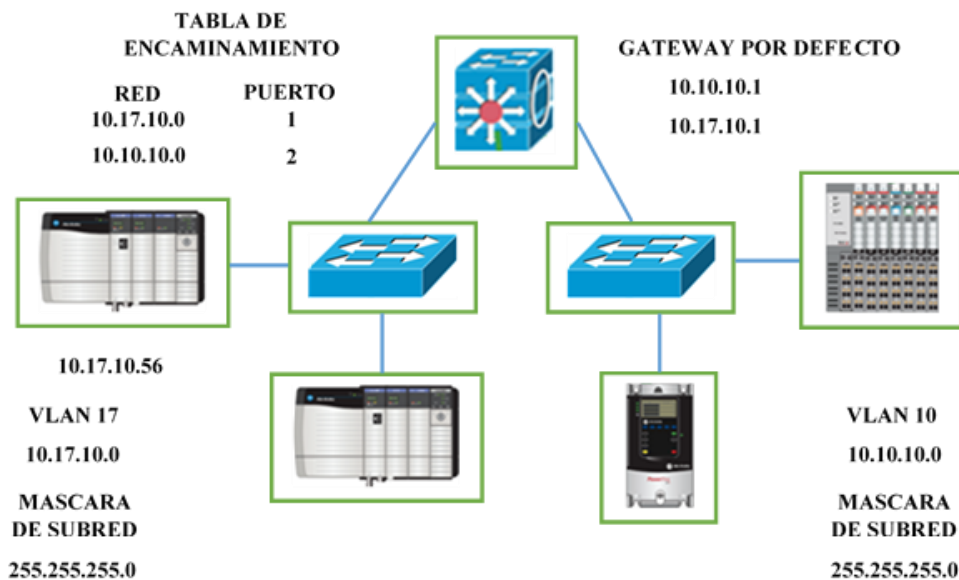 TABLA DE
ENCAMINAMIENTO
RED PUERTO
10.17.10.0 1
10.10.10.0 2
GATEWAY POR DEFECTO
10.10.10.1
10.17.10.1
10.17.10.56
VLAN 17
10.17.10.0
MASCARA
DE SUBRED
255.255.255.0
VLAN 10
10.10.10.0
MASCARA
DE SUBRED
255.255.255.0